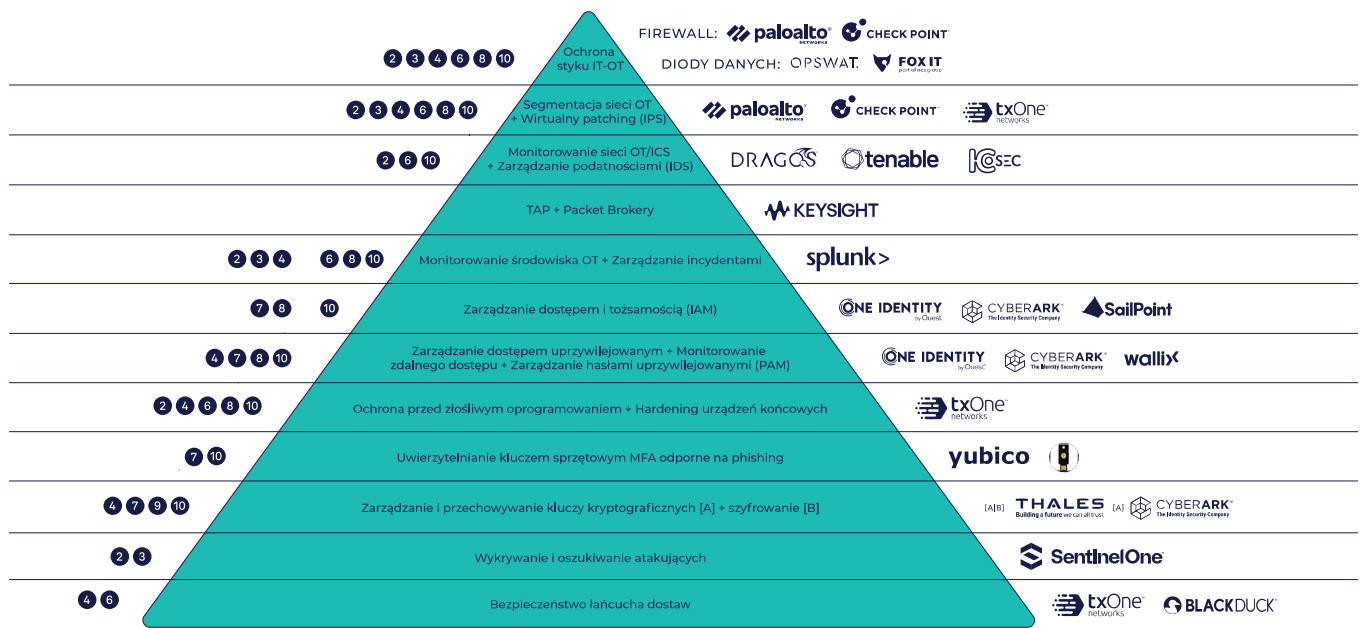 FIREWALL: paloalto NETWORKS CHECK POINT
2 3 4 6 8 10 Ochrona
styku IT-OT
DIODY DANYCH: OPSWAT. FOX IT part of nccgroup
2 3 4 6 8 10 Segmentacja sieci OT
+ Wirtualny patching (IPS)
paloalto NETWORKS CHECK POINT txOne networks
2 6 10 Monitorowanie sieci OT/ICS
+ Zarządzanie podatnościami (IDS)
DRAGOS tenable ICsec
TAP + Packet Brokery KEYSIGHT
2 3 4 6 8 10 Monitorowanie środowiska OT + Zarządzanie incydentami splunk>
7 8 10 Zarządzanie dostępem i tożsamością (IAM) ONE IDENTITY by Quest CYBERARK The Identity Security Company SailPoint
4 7 8 10 Zarządzanie dostępem uprzywilejowanym + Monitorowanie
zdalnego dostępu + Zarządzanie hasłami uprzywilejowanymi (PAM)
ONE IDENTITY by Quest CYBERARK The Identity Security Company wallix
2 4 6 8 10 Ochrona przed złośliwym oprogramowaniem + Hardening urządzeń końcowych txOne networks
7 10 Uwierzytelnianie kluczem sprzętowym MFA odporne na phishing yubico
4 7 9 10 Zarządzanie i przechowywanie kluczy kryptograficznych [A] + szyfrowanie [B] [A|B] THALES Building a future we can all trust [A] CYBERARK The Identity Security Company
2 3 Wykrywanie i oszukiwanie atakujących SentinelOne
4 6 Bezpieczeństwo łańcucha dostaw txOne networks BLACKDUCK